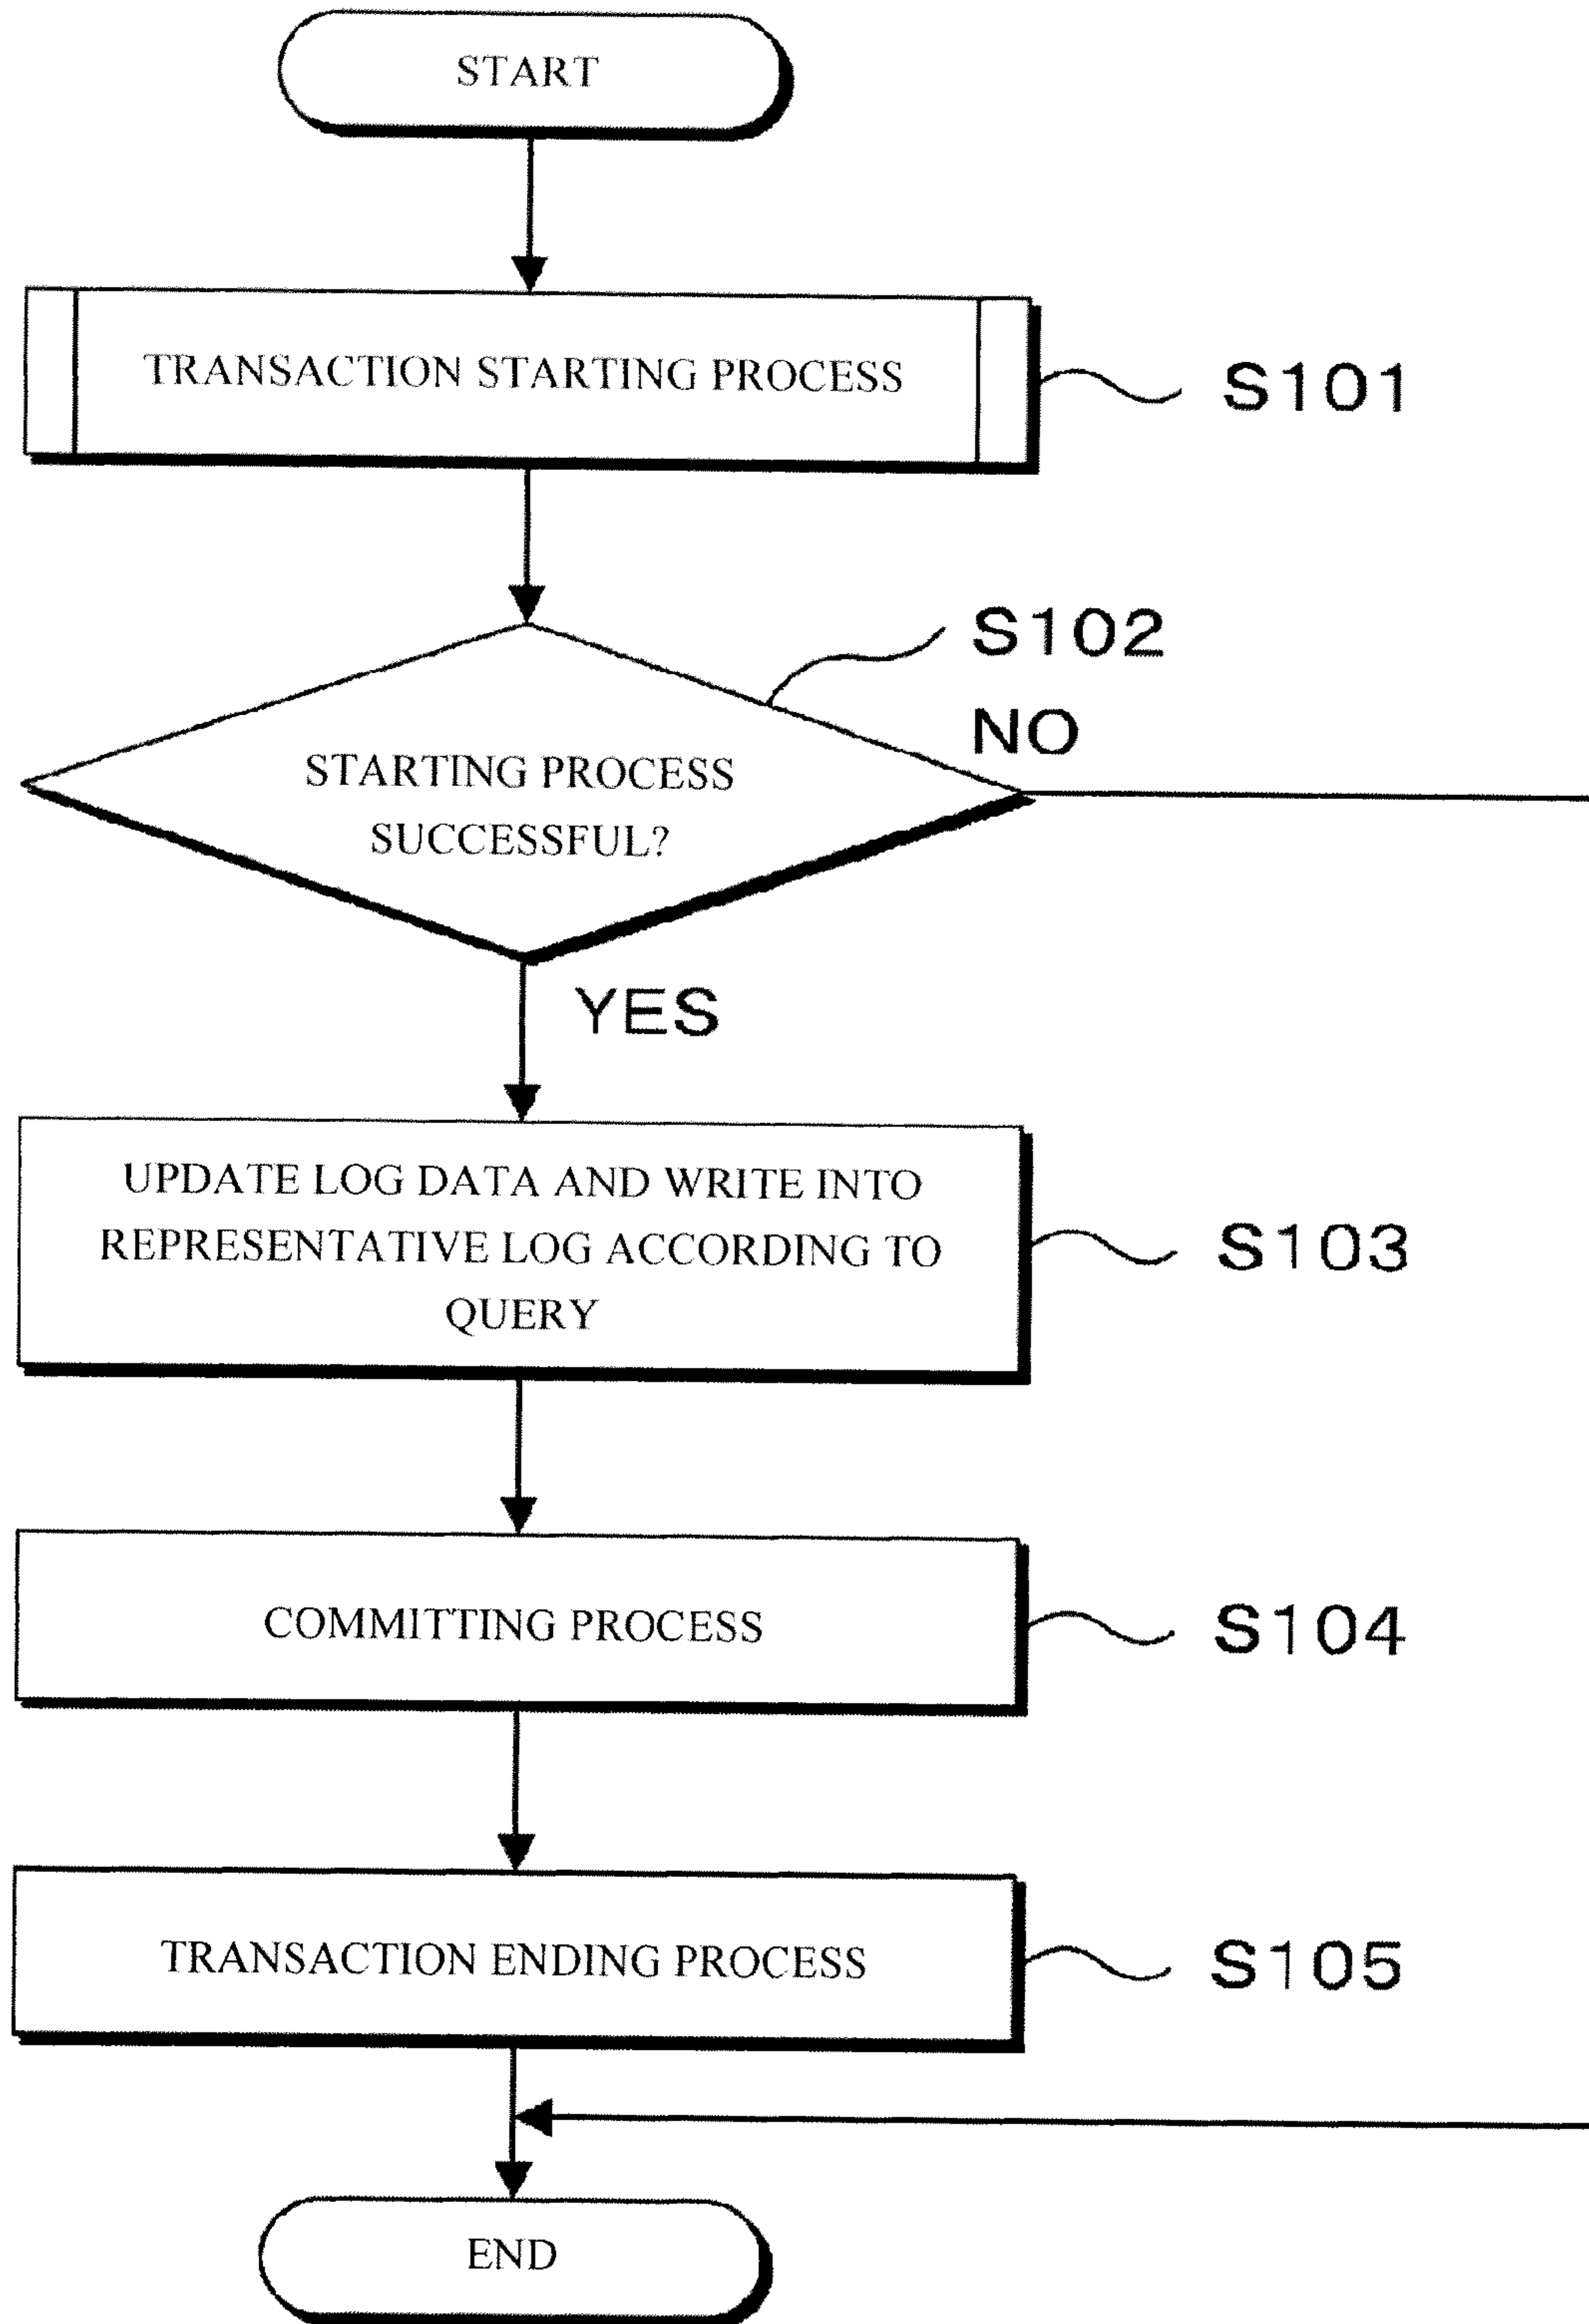 START
TRANSACTION STARTING PROCESS
S101
S102
NO
STARTING PROCESS
SUCCESSFUL?
YES
UPDATE LOG DATA AND WRITE INTO
REPRESENTATIVE LOG ACCORDING TO
QUERY
S103
COMMITTING PROCESS
S104
TRANSACTION ENDING PROCESS
S105
END